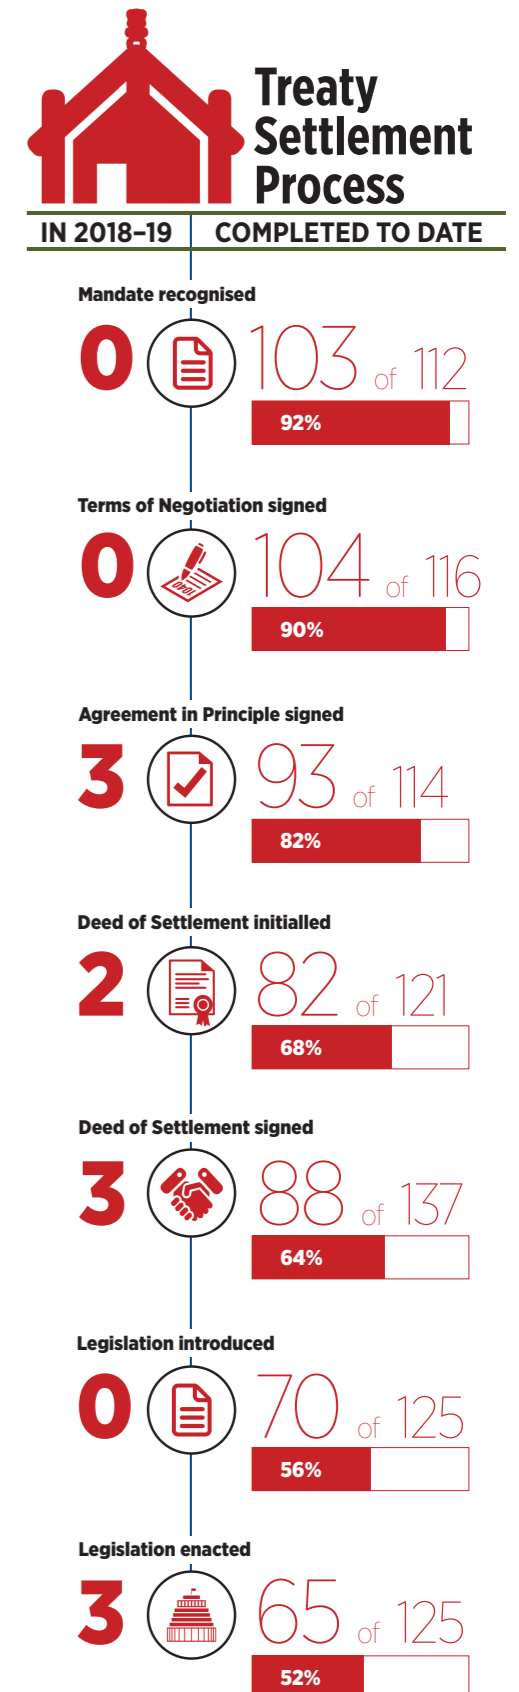 Treaty
Settlement
Process
IN 2018–19 COMPLETED TO DATE
Mandate recognised
0 103 of 112
92%
Terms of Negotiation signed
0 104 of 116
90%
Agreement in Principle signed
3 93 of 114
82%
Deed of Settlement initialled
2 82 of 121
68%
Deed of Settlement signed
3 88 of 137
64%
Legislation introduced
0 70 of 125
56%
Legislation enacted
3 65 of 125
52%